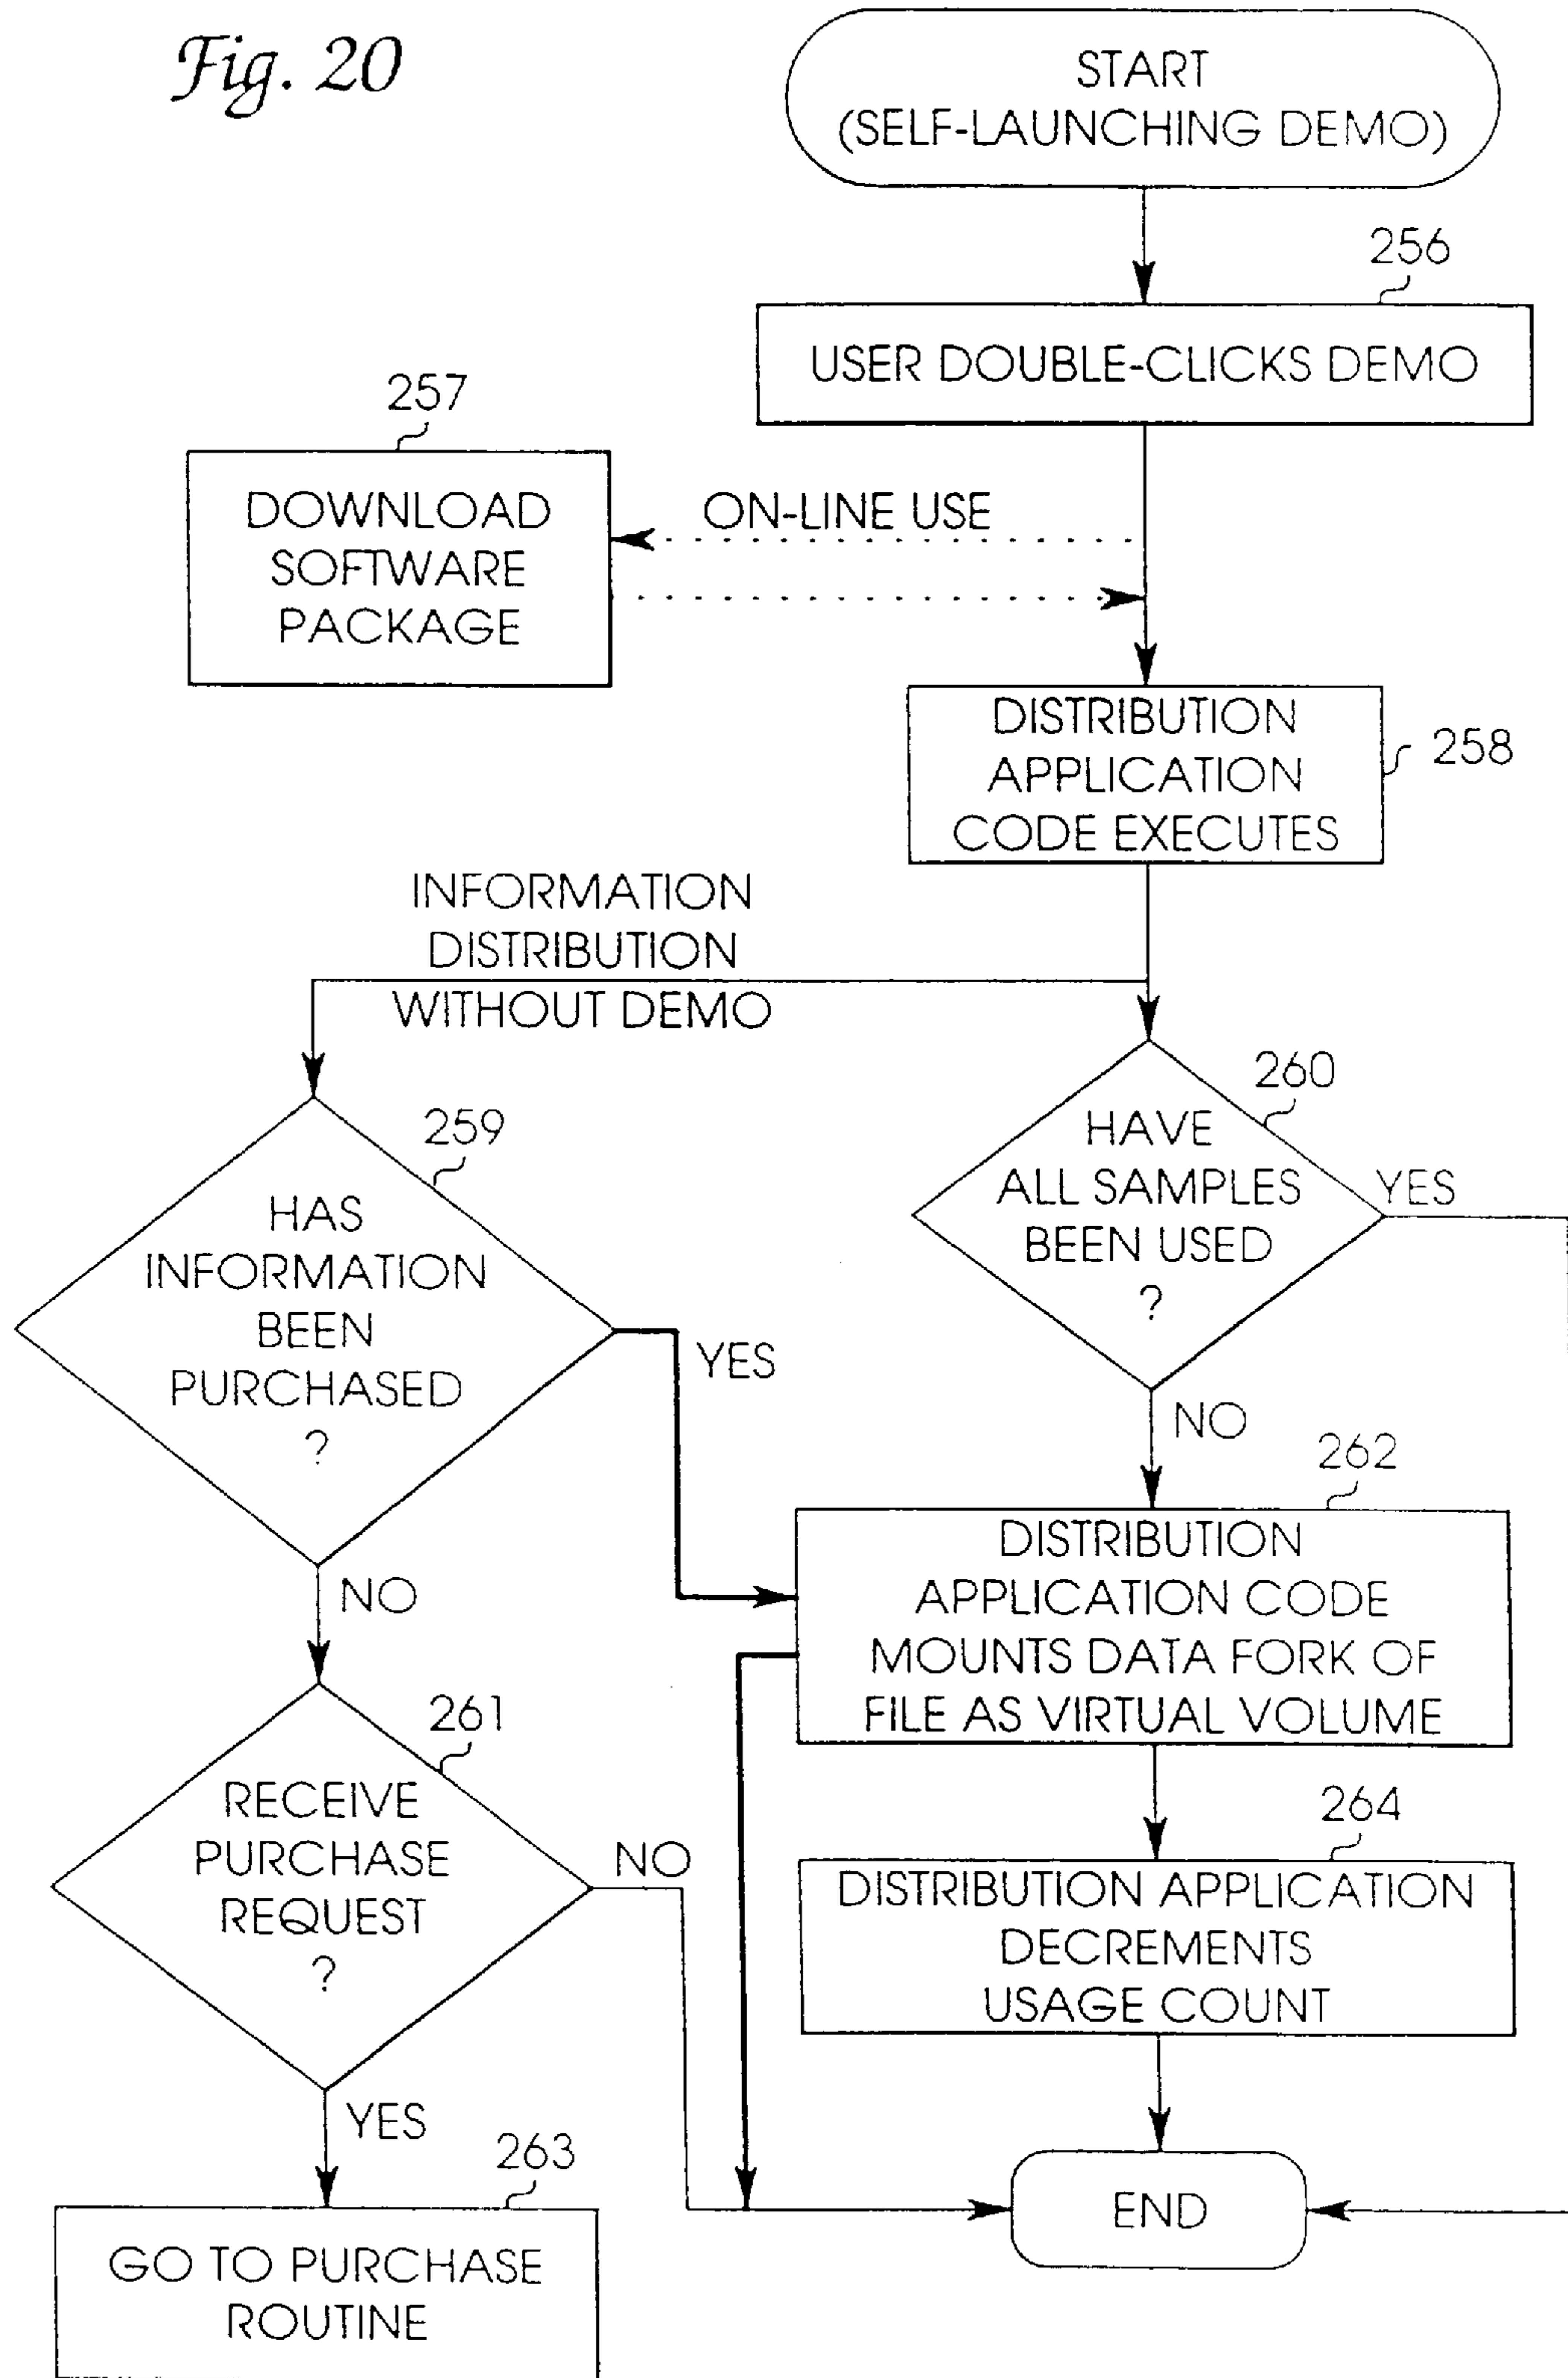 Fig. 20
START
(SELF-LAUNCHING DEMO)
256
USER DOUBLE-CLICKS DEMO
257
DOWNLOAD
SOFTWARE
PACKAGE
ON-LINE USE
DISTRIBUTION
APPLICATION
CODE EXECUTES
258
INFORMATION
DISTRIBUTION
WITHOUT DEMO
259
HAS
INFORMATION
BEEN
PURCHASED
?
YES
NO
260
HAVE
ALL SAMPLES
BEEN USED
?
YES
NO
262
DISTRIBUTION
APPLICATION CODE
MOUNTS DATA FORK OF
FILE AS VIRTUAL VOLUME
261
RECEIVE
PURCHASE
REQUEST
?
NO
YES
264
DISTRIBUTION APPLICATION
DECREMENTS
USAGE COUNT
263
GO TO PURCHASE
ROUTINE
END